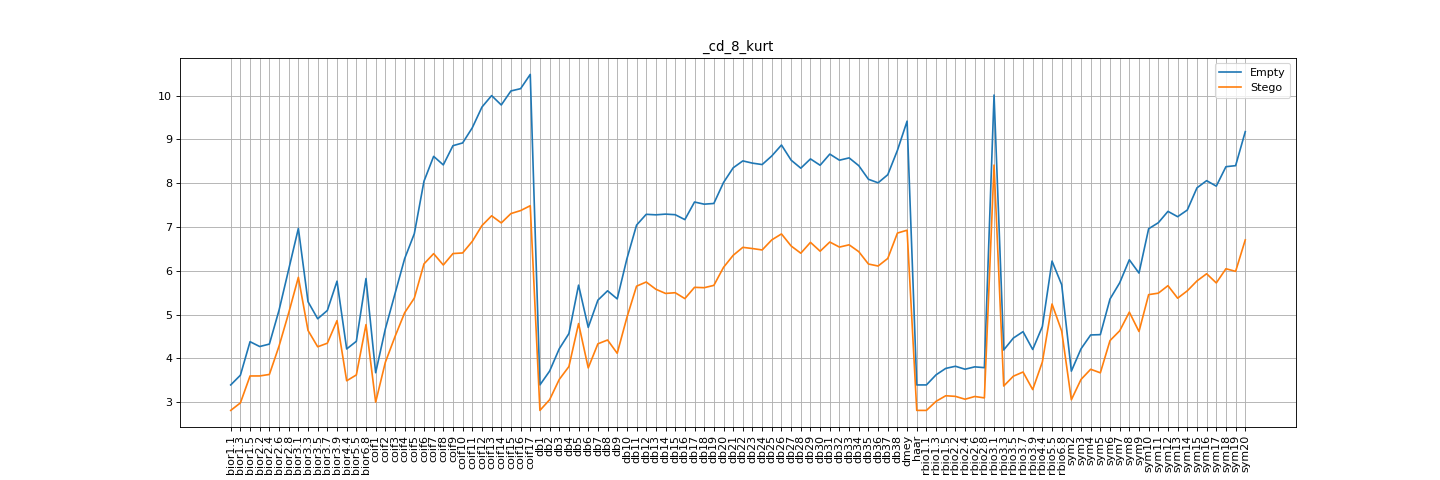 _cd_8_kurt
Empty
Stego
10
9
8
7
6
5
4
3
bior1.1
bior1.3
bior1.5
bior2.2
bior2.4
bior2.6
bior2.8
bior3.1
bior3.3
bior3.5
bior3.7
bior3.9
bior4.4
bior5.5
bior6.8
coif1
coif2
coif3
coif4
coif5
coif6
coif7
coif8
coif9
coif10
coif11
coif12
coif13
coif14
coif15
coif16
coif17
db1
db2
db3
db4
db5
db6
db7
db8
db9
db10
db11
db12
db13
db14
db15
db16
db17
db18
db19
db20
db21
db22
db23
db24
db25
db26
db27
db28
db29
db30
db31
db32
db33
db34
db35
db36
db37
db38
dmey
haar
rbio1.1
rbio1.3
rbio1.5
rbio2.2
rbio2.4
rbio2.6
rbio2.8
rbio3.1
rbio3.3
rbio3.5
rbio3.7
rbio3.9
rbio4.4
rbio5.5
rbio6.8
sym2
sym3
sym4
sym5
sym6
sym7
sym8
sym9
sym10
sym11
sym12
sym13
sym14
sym15
sym16
sym17
sym18
sym19
sym20